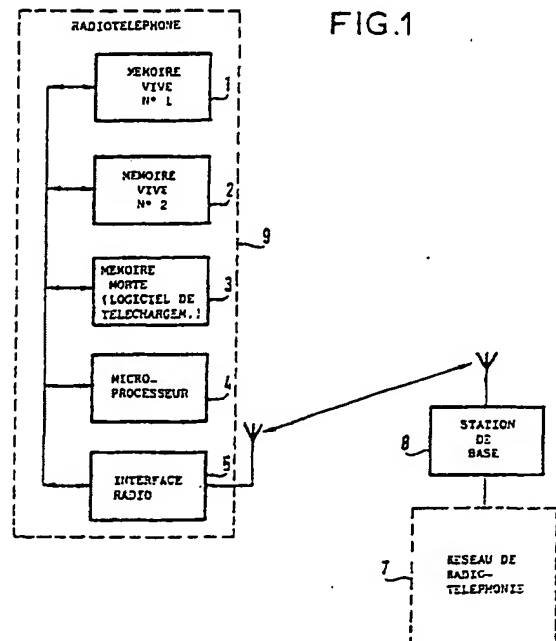 FIG.1
RADIOTELEPHONE
MEMOIRE
VIVE
N° 1
1
MEMOIRE
VIVE
N° 2
2
9
MEMOIRE
MORTE
(LOGICIEL DE
TELECHARGEM.)
3
MICRO-
PROCESSEUR
4
INTERFACE
RADIO
5
STATION
DE
BASE
8
RESEAU DE
RADIO-
TELEPHONIE
7